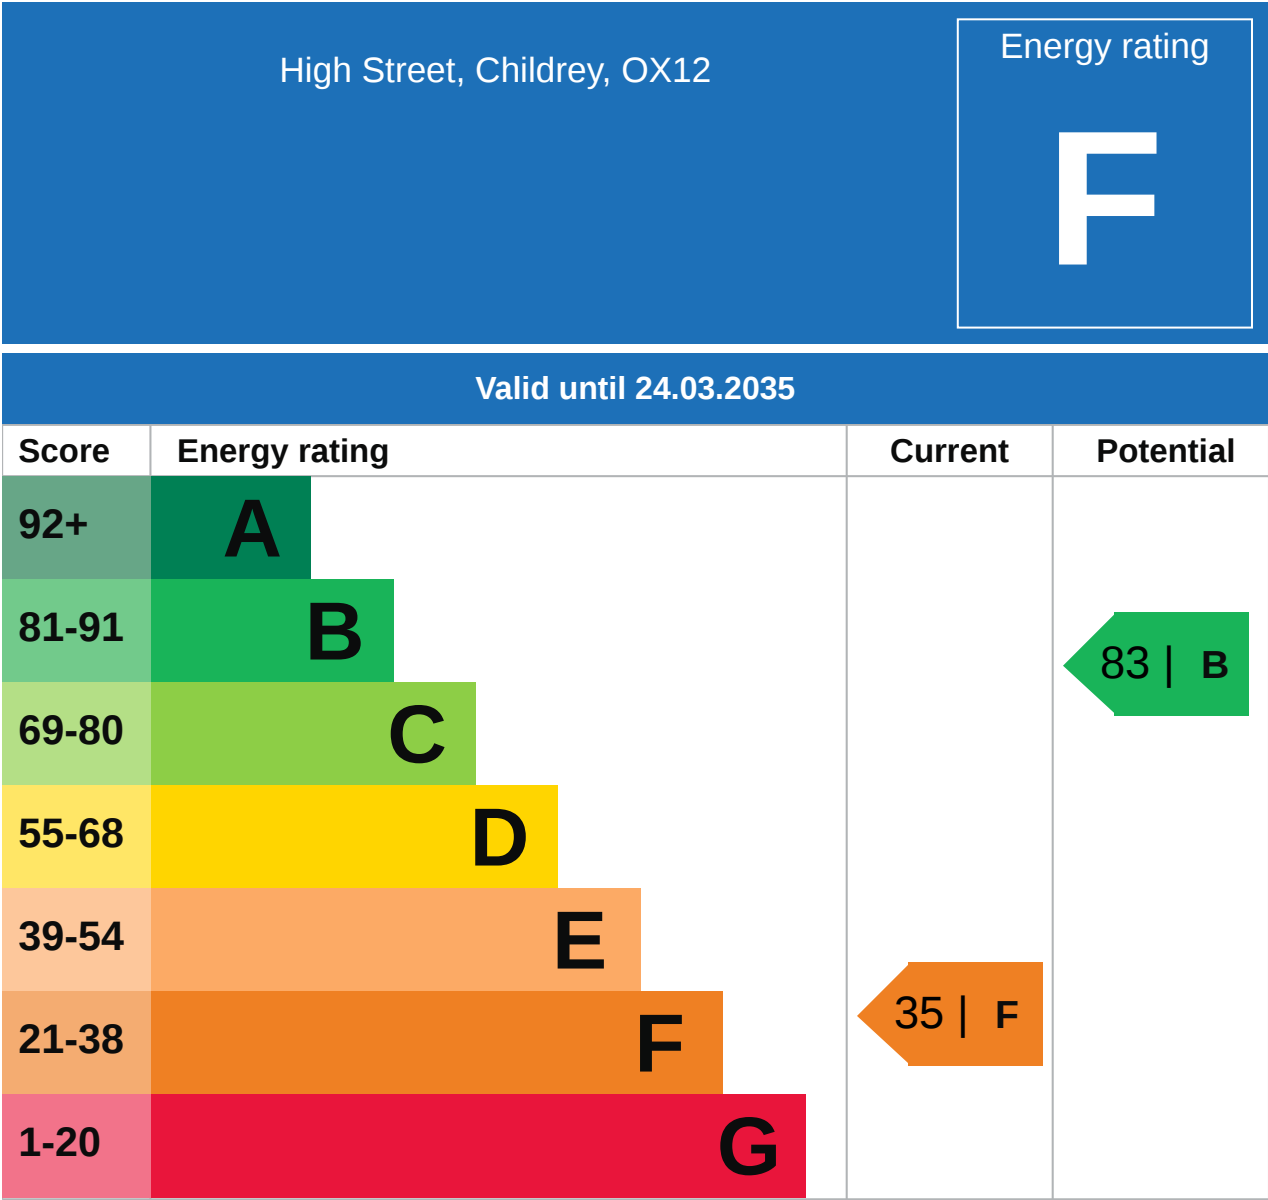 High Street, Childrey, OX12
Energy rating
F
Valid until 24.03.2035
Score Energy rating Current Potential
92+ A
81-91 B
83 | B
69-80 C
55-68 D
39-54 E
21-38 F
35 | F
1-20 G